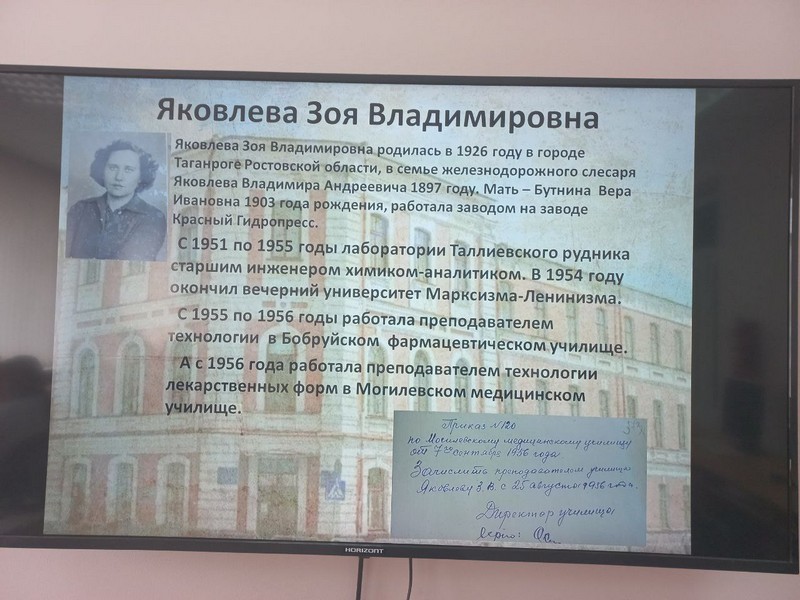 Яковлева Зоя Владимировна
Яковлева Зоя Владимировна родилась в 1926 году в городе
Таганроге Ростовской области, в семье железнодорожного слесаря
Яковлева Владимира Андреевича 1897 году. Мать – Бутнина Вера
Ивановна 1903 года рождения, работала заводом на заводе
Красный Гидропресс.
С 1951 по 1955 годы лаборатории Таллиевского рудника
старшим инженером химиком-аналитиком. В 1954 году
окончил вечерний университет Марксизма-Ленинизма.
С 1955 по 1956 годы работала преподавателем
технологии в Бобруйском фармацевтическом училище.
А с 1956 года работала преподавателем технологии
лекарственных форм в Могилевском медицинском
училище.
Приказ №120
по Могилевскому медицинскому училищу
от 7го сентября 1956 года
Зачислить преподавателем училища
Яковлеву З.В. с 25 августа 1956 года.
Директор училища:
HORIZONT